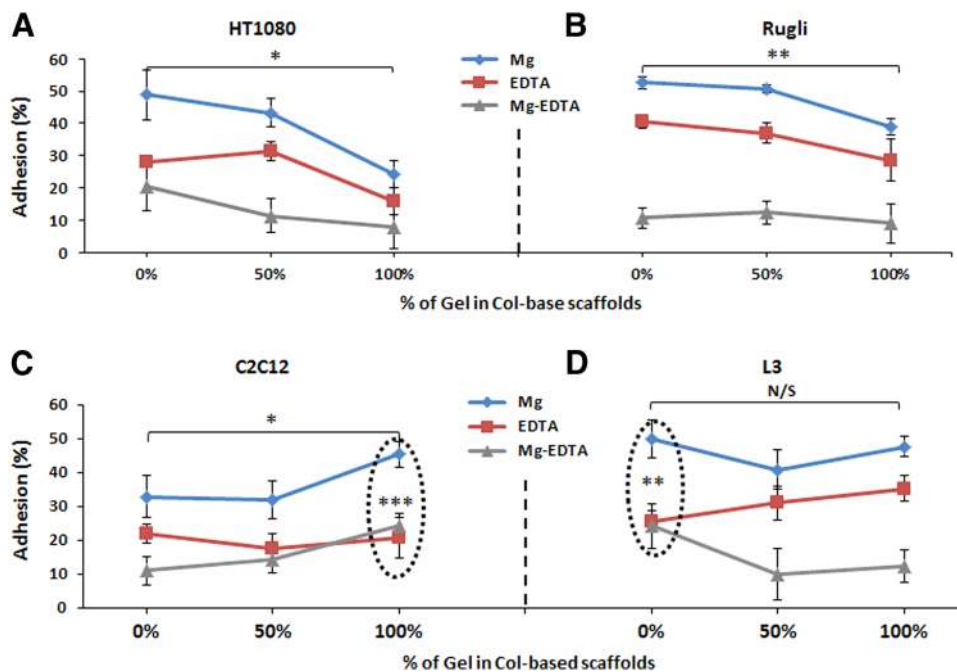 A
HT1080
B
Rugli
*
**
Mg
EDTA
Mg-EDTA
Adhesion (%)
60
50
40
30
20
10
0
0%
50%
100%
0%
50%
100%
% of Gel in Col-base scaffolds
C
C2C12
D
L3
*
N/S
Mg
EDTA
Mg-EDTA
***
**
Adhesion (%)
60
50
40
30
20
10
0
0%
50%
100%
0%
50%
100%
% of Gel in Col-based scaffolds